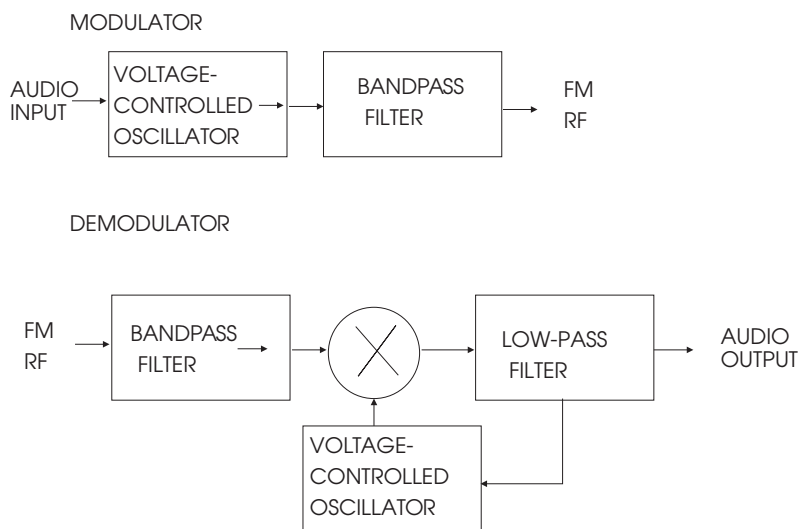 MODULATOR
AUDIO
INPUT
VOLTAGE-
CONTROLLED
OSCILLATOR
BANDPASS
FILTER
FM
RF
DEMODULATOR
FM
RF
BANDPASS
FILTER
VOLTAGE-
CONTROLLED
OSCILLATOR
LOW-PASS
FILTER
AUDIO
OUTPUT